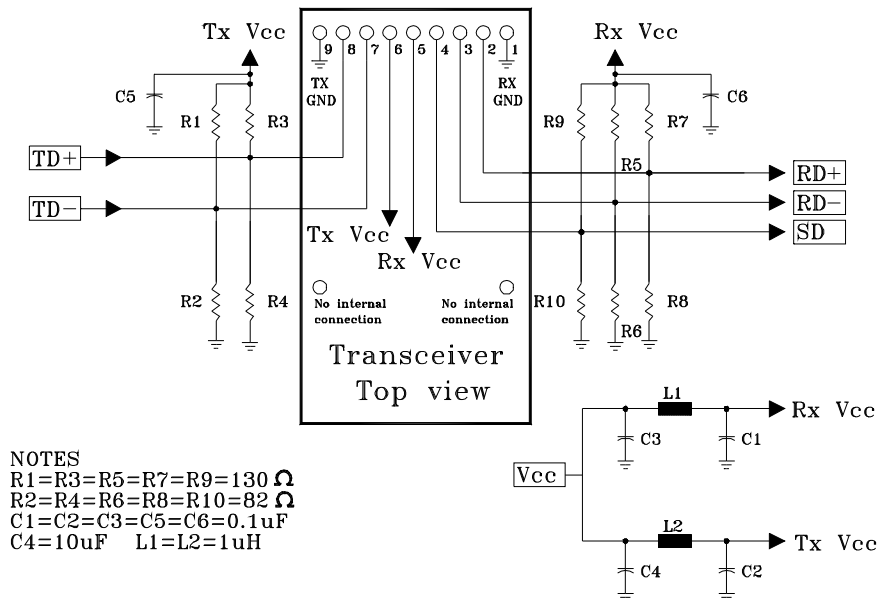 Tx Vcc
Rx Vcc
9 8 7 6 5 4 3 2 1
TX
GND
RX
GND
C5
C6
R1
R3
R9
R7
TD+
R5
RD+
TD-
RD-
Tx Vcc
SD
Rx Vcc
R2
R4
No internal
connection
No internal
connection
R10
R8
R6
Transceiver
Top view
L1
Rx Vcc
C3
C1
Vcc
L2
Tx Vcc
C4
C2
NOTES
R1=R3=R5=R7=R9=130 Ω
R2=R4=R6=R8=R10=82 Ω
C1=C2=C3=C5=C6=0.1uF
C4=10uF L1=L2=1uH